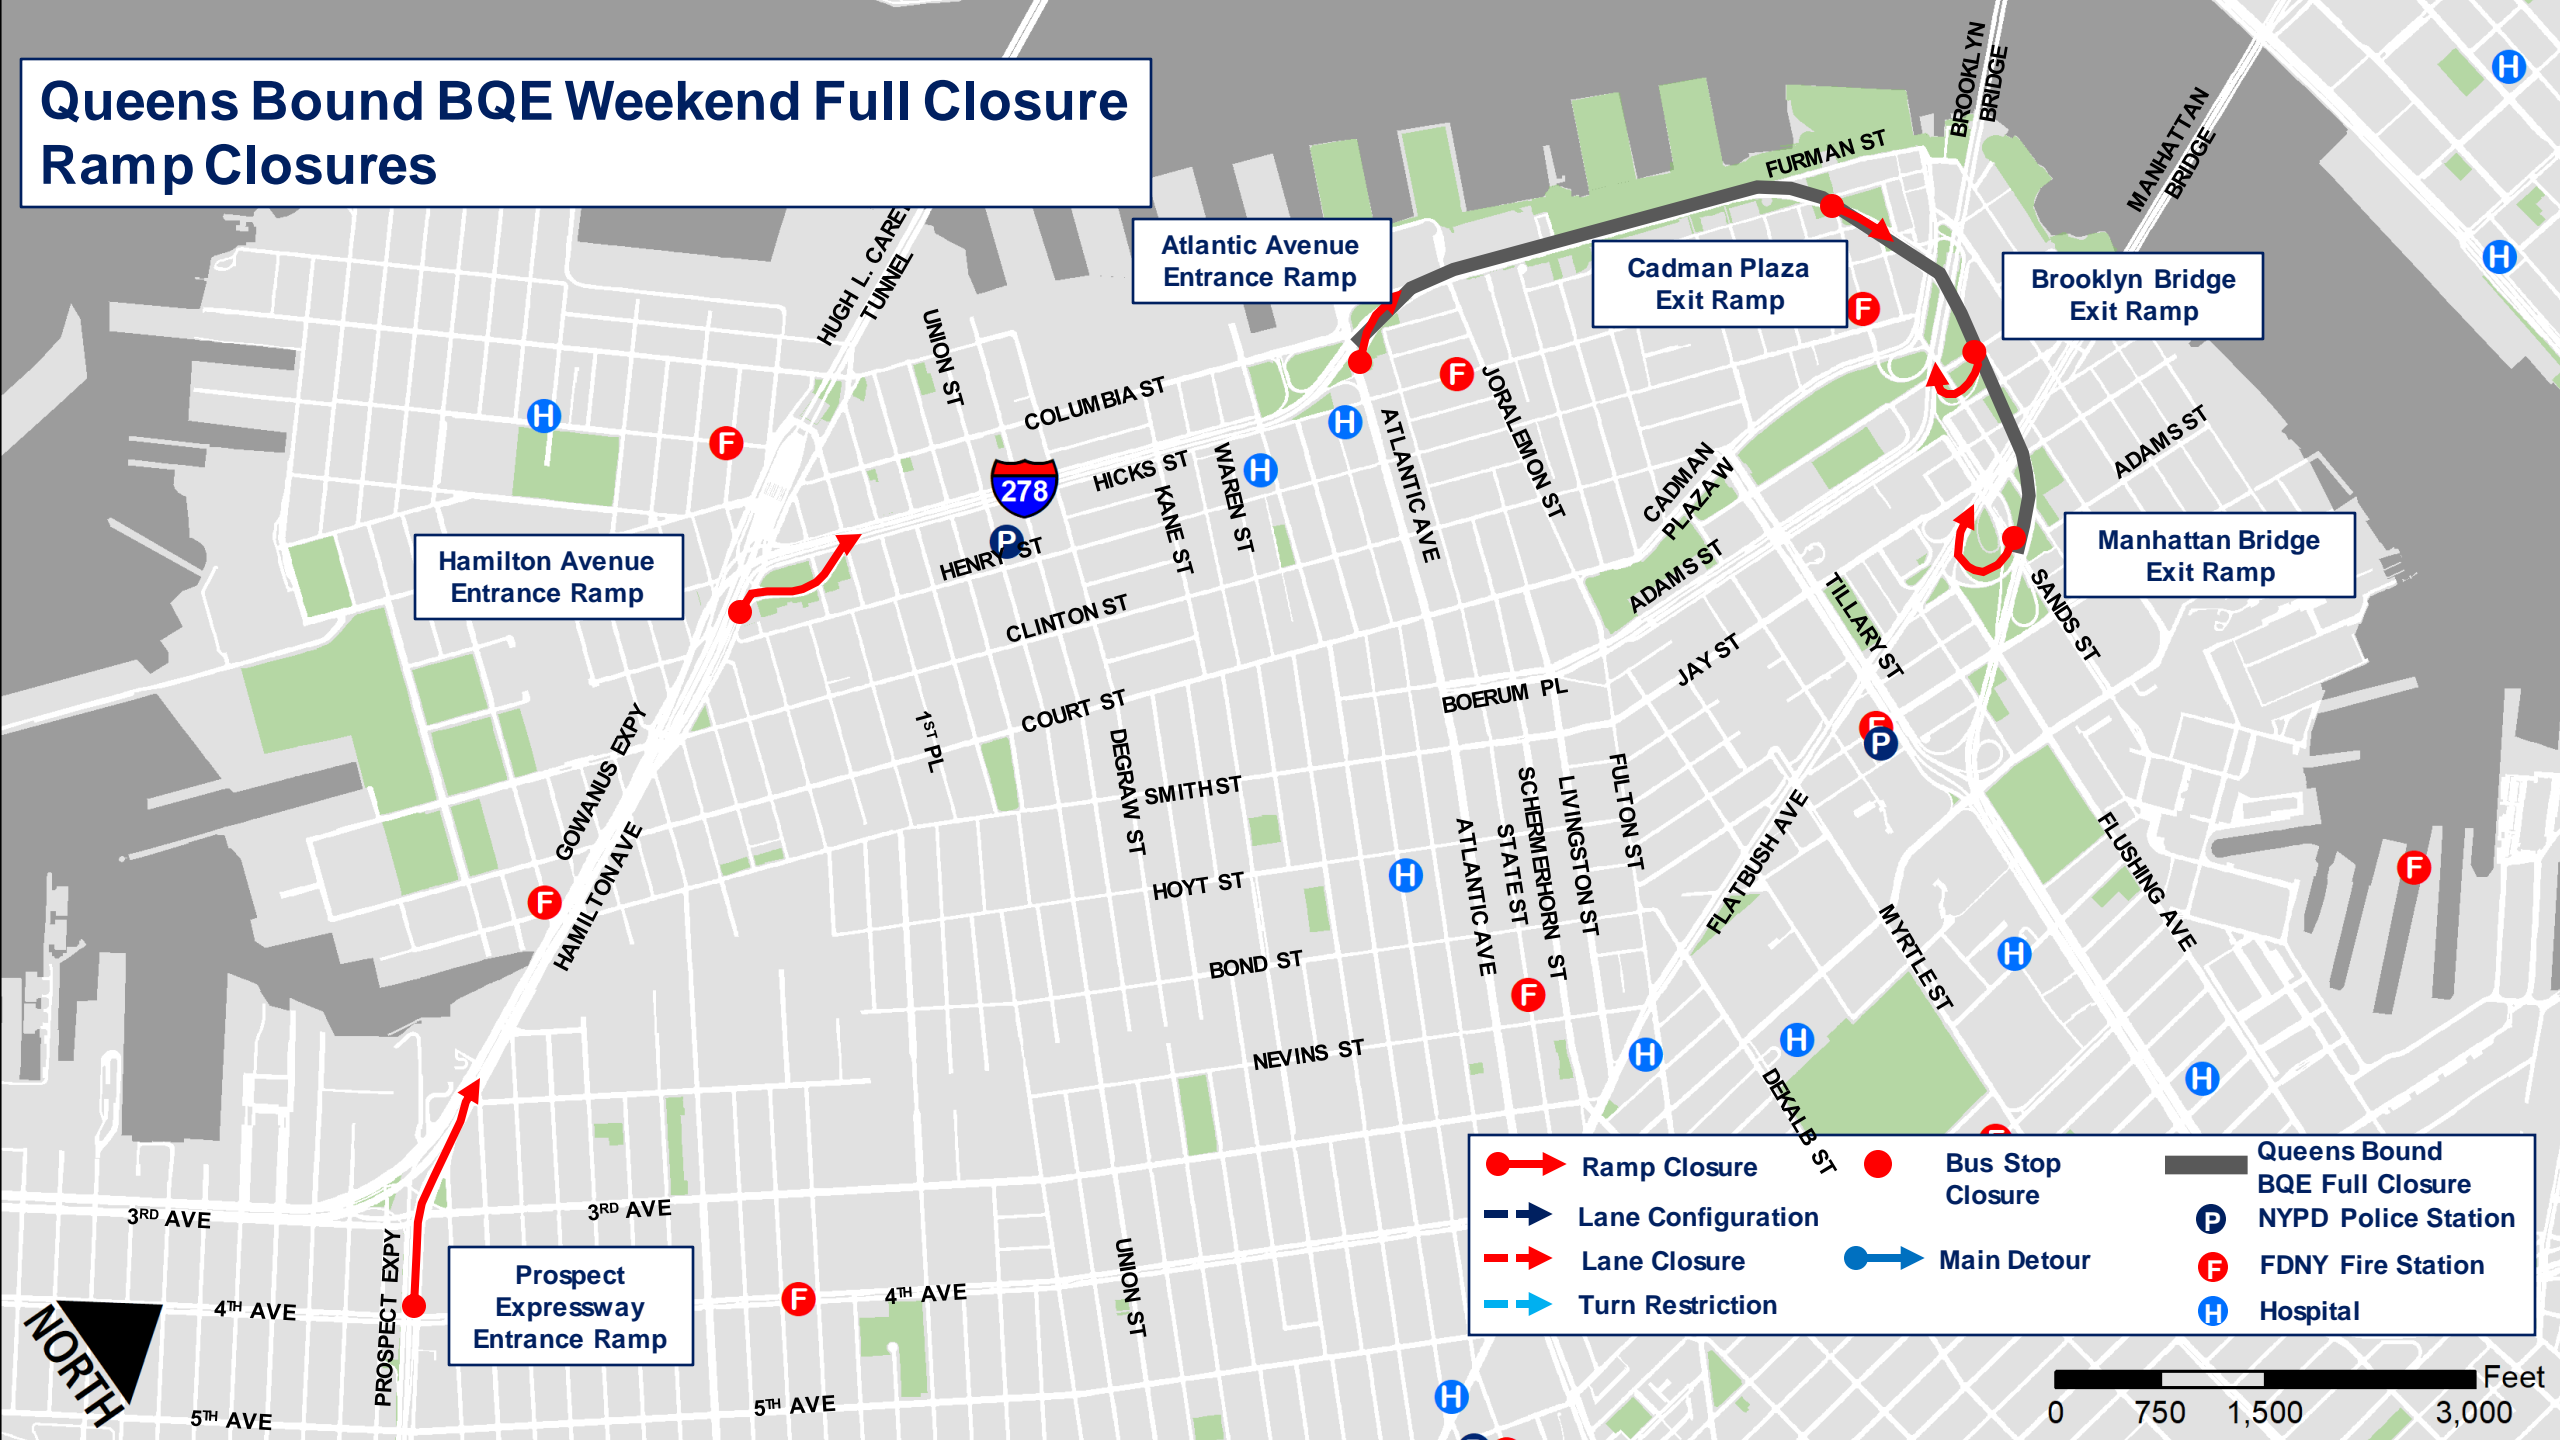 Queens Bound BQE Weekend Full Closure
Ramp Closures
BROOKLYN
BRIDGE
MANHATTAN
BRIDGE
H
FURMAN ST
HUGH L. CAREY
TUNNEL
Atlantic Avenue
Entrance Ramp
Cadman Plaza
Exit Ramp
F
Brooklyn Bridge
Exit Ramp
H
UNION ST
COLUMBIA ST
F
JORALEMON ST
H
F
H
HICKS ST
WAREN ST
H
KANE ST
ATLANTIC AVE
CADMAN
PLAZA W
ADAMS ST
278
P
HENRY ST
Hamilton Avenue
Entrance Ramp
Manhattan Bridge
Exit Ramp
CLINTON ST
ADAMS ST
TILLARY ST
SANDS ST
JAY ST
COURT ST
BOERUM PL
1ST PL
GOWANUS EXPY
DEGRAW ST
SMITH ST
F
P
HAMILTON AVE
F
HOYT ST
H
ATLANTIC AVE
STATE ST
SCHERMERHORN ST
LIVINGSTON ST
FULTON ST
FLATBUSH AVE
MYRTLE ST
FLUSHING AVE
F
BOND ST
F
H
NEVINS ST
H
H
H
DEKALB ST
3RD AVE
3RD AVE
PROSPECT EXPY
Prospect
Expressway
Entrance Ramp
4TH AVE
F
4TH AVE
UNION ST
5TH AVE
5TH AVE
H
NORTH
Ramp Closure
Lane Configuration
Lane Closure
Turn Restriction
Bus Stop
Closure
Main Detour
Queens Bound
BQE Full Closure
P NYPD Police Station
F FDNY Fire Station
H Hospital
Feet
0 750 1,500 3,000